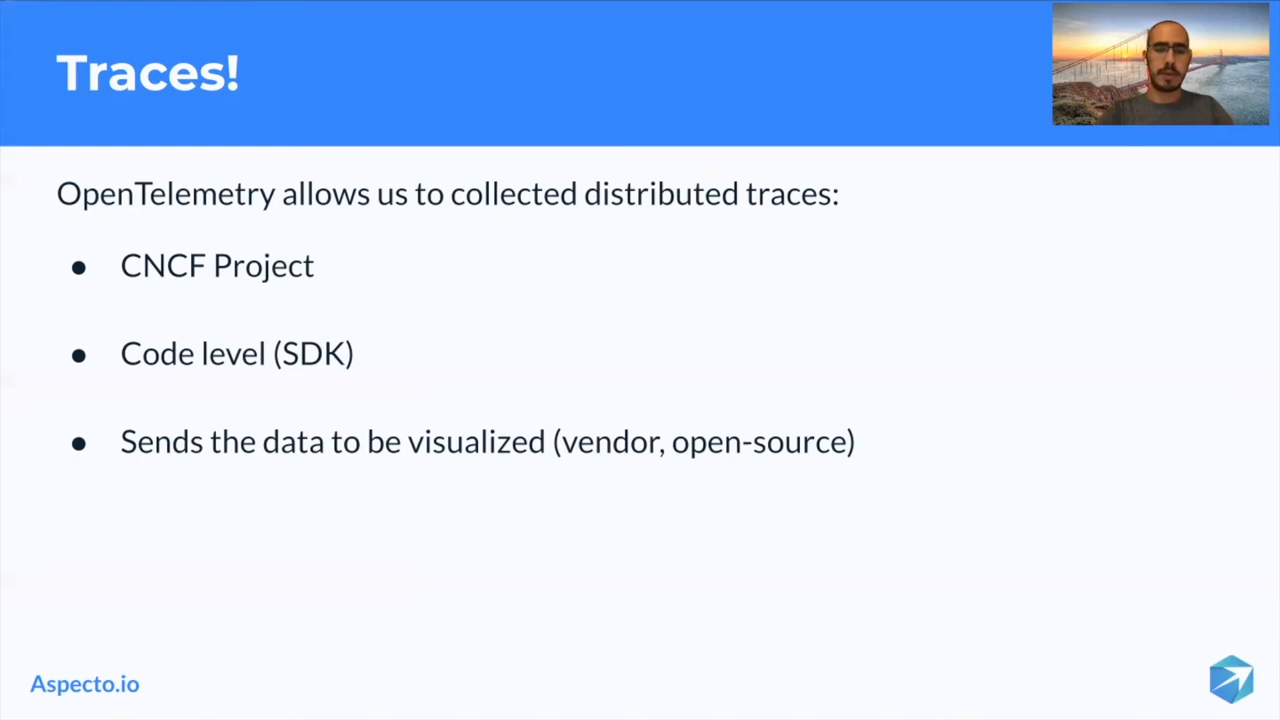 Traces!
OpenTelemetry allows us to collected distributed traces:
● CNCF Project
● Code level (SDK)
● Sends the data to be visualized (vendor, open-source)
Aspecto.io